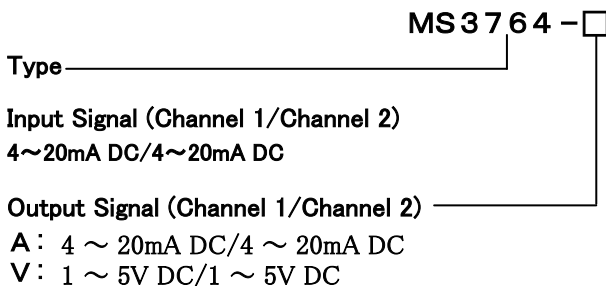 MS3764-□
Type
Input Signal (Channel 1/Channel 2)
4～20mA DC/4～20mA DC
Output Signal (Channel 1/Channel 2)
A： 4 ～ 20mA DC/4 ～ 20mA DC
V： 1 ～ 5V DC/1 ～ 5V DC